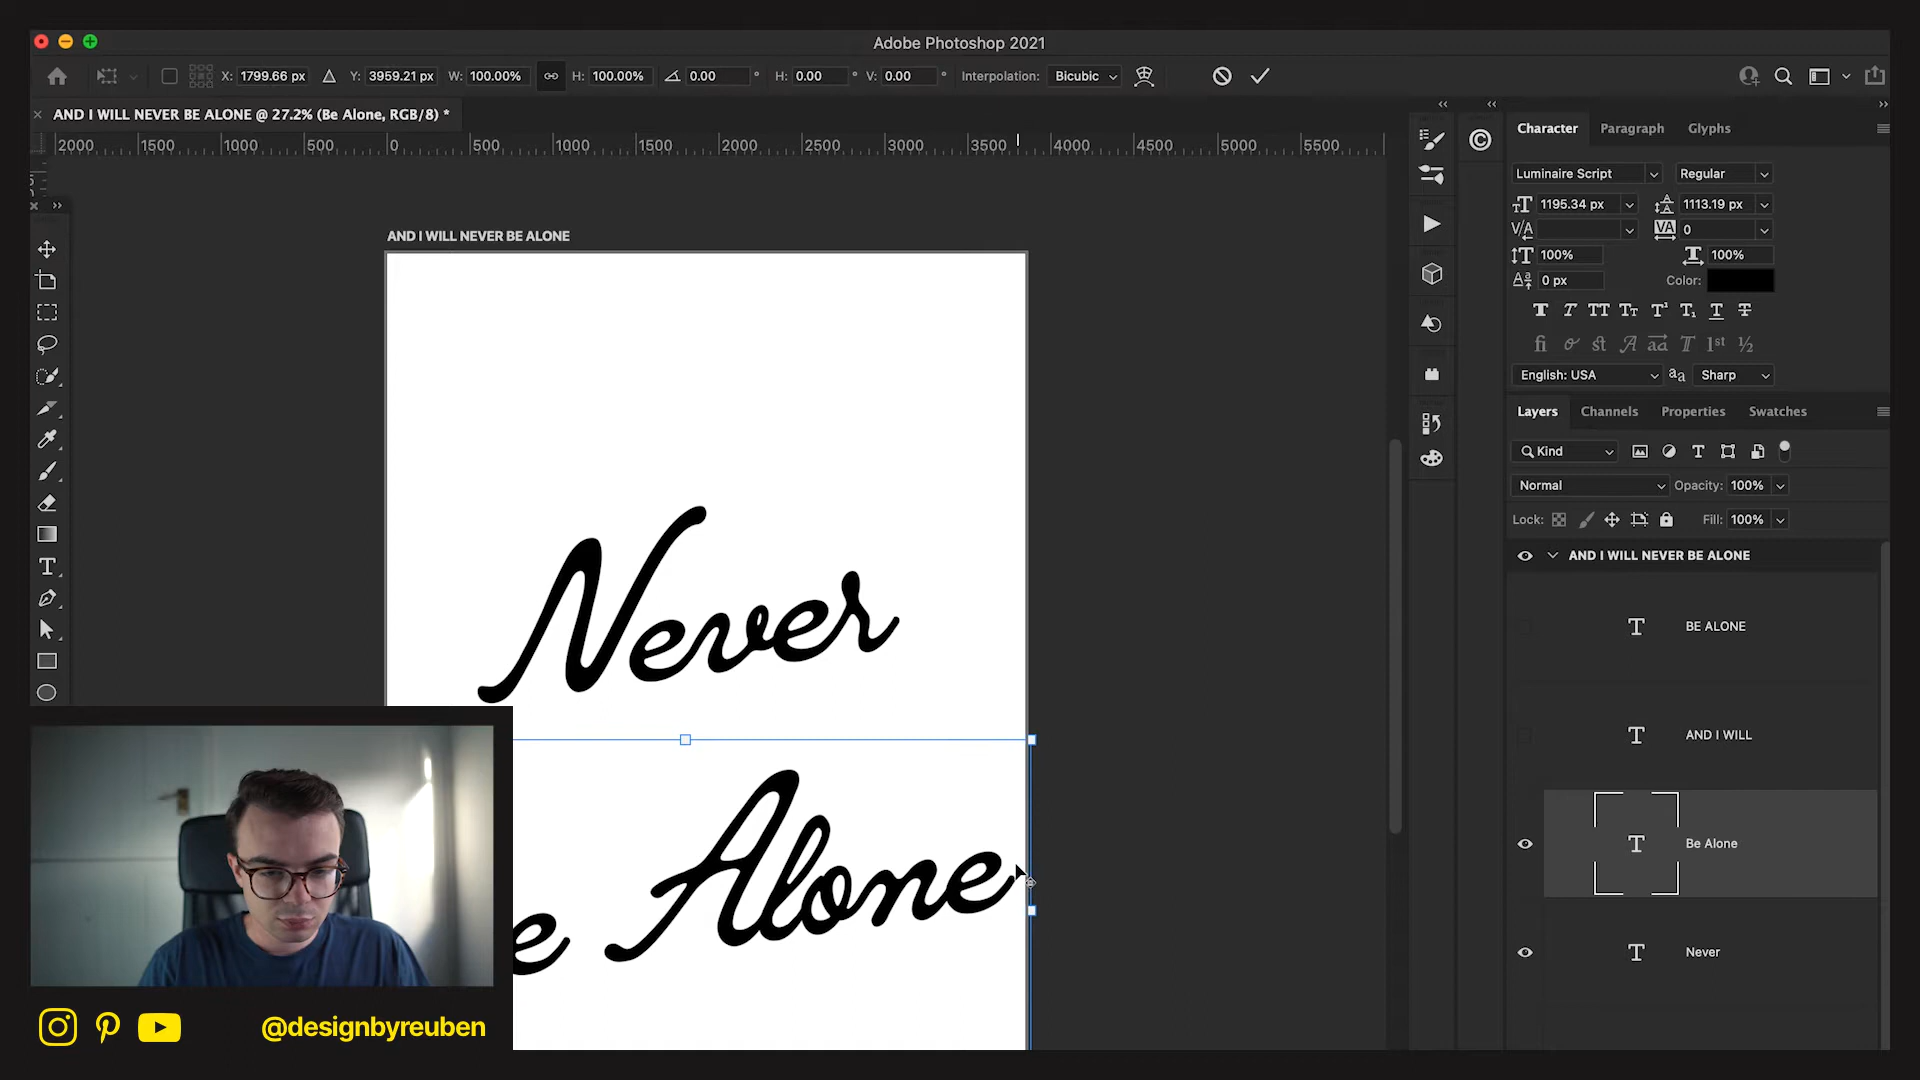 Adobe Photoshop 2021
X: 1799.66 px Y: 3959.21 px W: 100.00% H: 100.00% 0.00 ° H: 0.00 ° V: 0.00 ° Interpolation: Bicubic
AND I WILL NEVER BE ALONE @ 27.2% (Be Alone, RGB/8) *
2000 1500 1000 500 0 500 1000 1500 2000 2500 3000 3500 4000 4500 5000 5500
Character Paragraph Glyphs
Luminaire Script Regular
1195.34 px 1113.19 px
0
100% 100%
0 px Color:
English: USA Sharp
Layers Channels Properties Swatches
Kind
Normal Opacity: 100%
Lock: Fill: 100%
AND I WILL NEVER BE ALONE
BE ALONE
AND I WILL
Be Alone
Never
AND I WILL NEVER BE ALONE
Never
e Alone
@designbyreuben